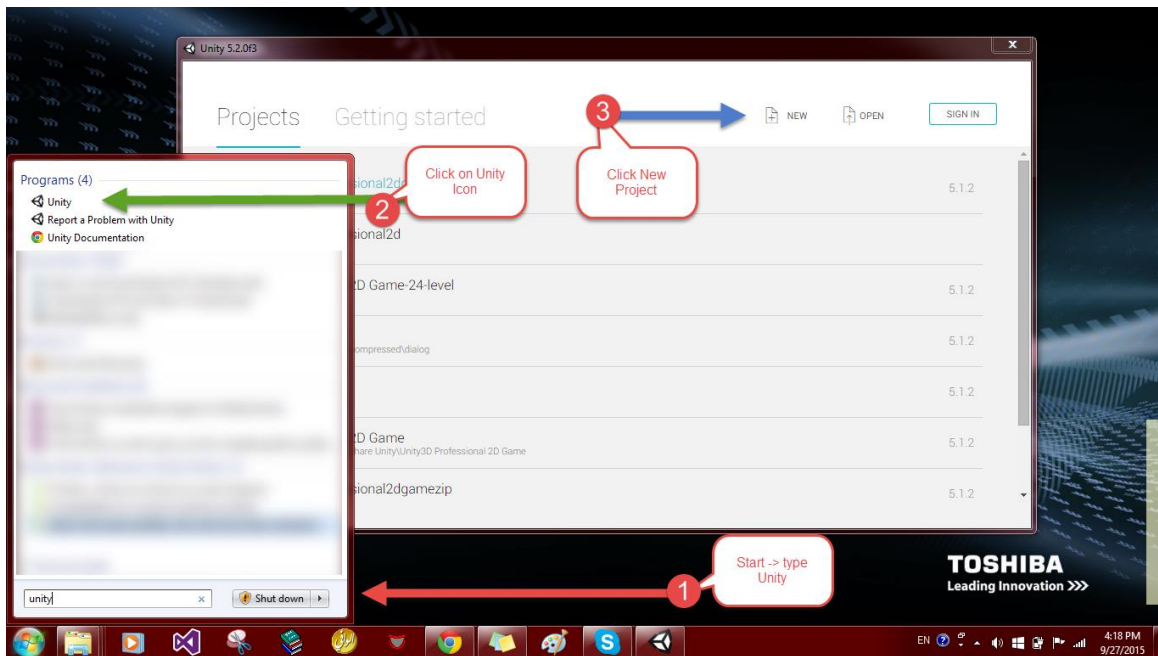 Unity 5.2.0f3
x
Projects
Getting started
3
NEW
OPEN
SIGN IN
Click on Unity
Icon
Click New
Project
Programs (4)
Unity
Report a Problem with Unity
Unity Documentation
2
sional2d
5.1.2
sional2d
2D Game-24-level
5.1.2
ompressed\dialog
5.1.2
5.1.2
2D Game
hare Unity\Unity3D Professional 2D Game
5.1.2
sional2dgamezip
5.1.2
Start -> type
Unity
1
unity
x
Shut down
TOSHIBA
Leading Innovation >>>
EN
4:18 PM
9/27/2015